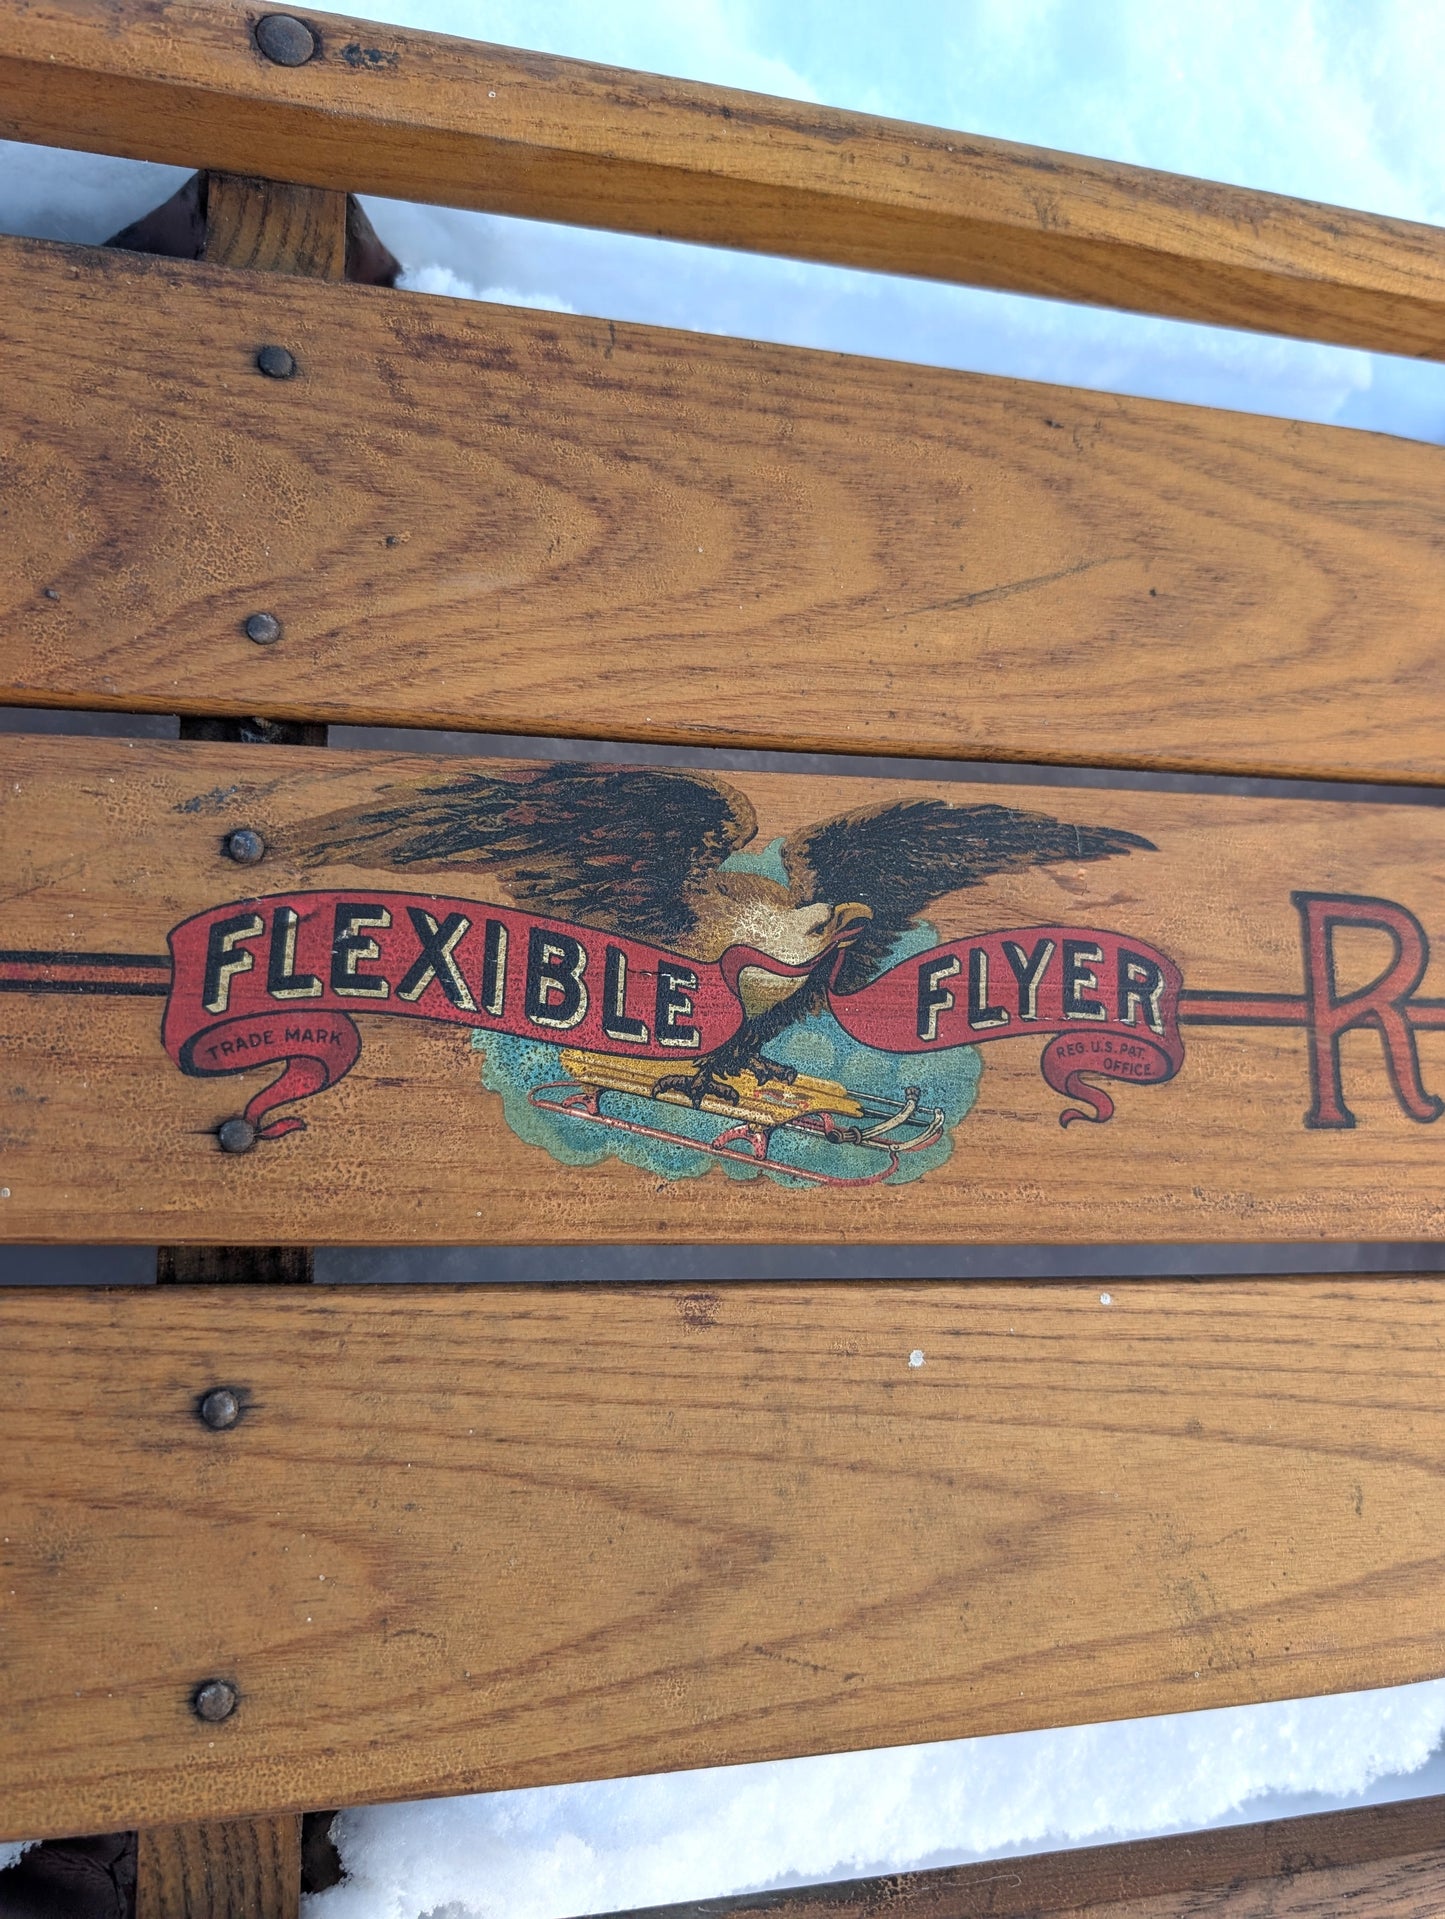 FLEXIBLE FLYER
TRADE MARK
REG. U.S. PAT.
OFFICE.
R